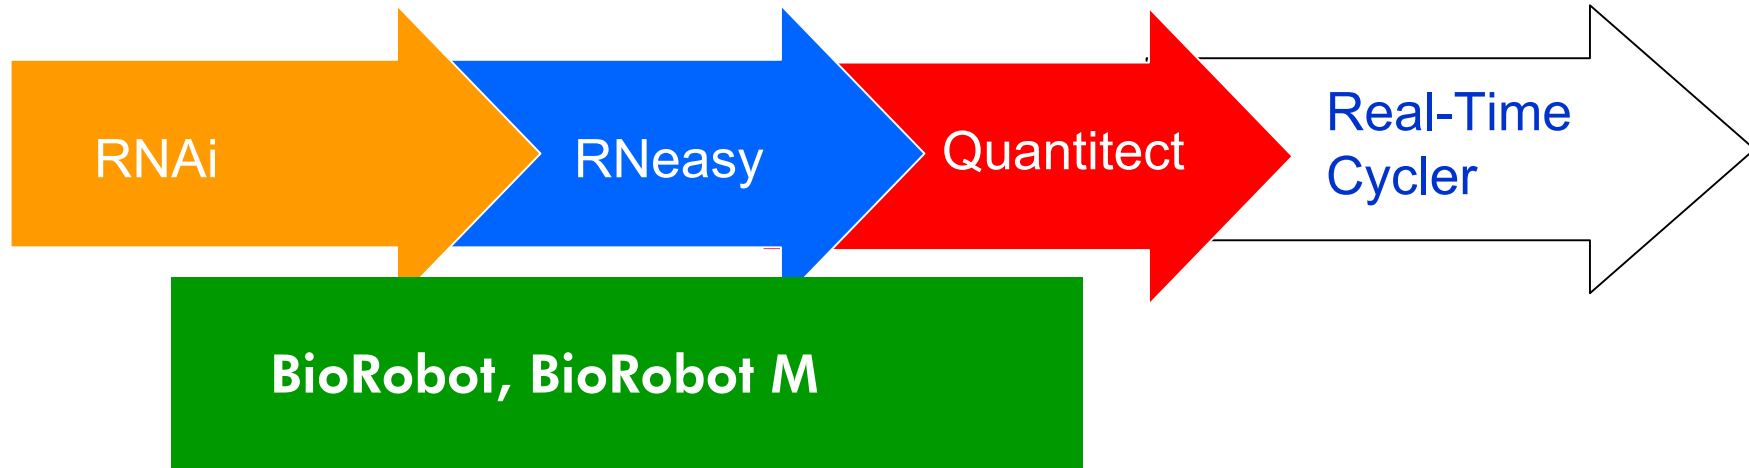 RNAi
RNeasy
Quantitect
Real-Time
Cycler
BioRobot, BioRobot M